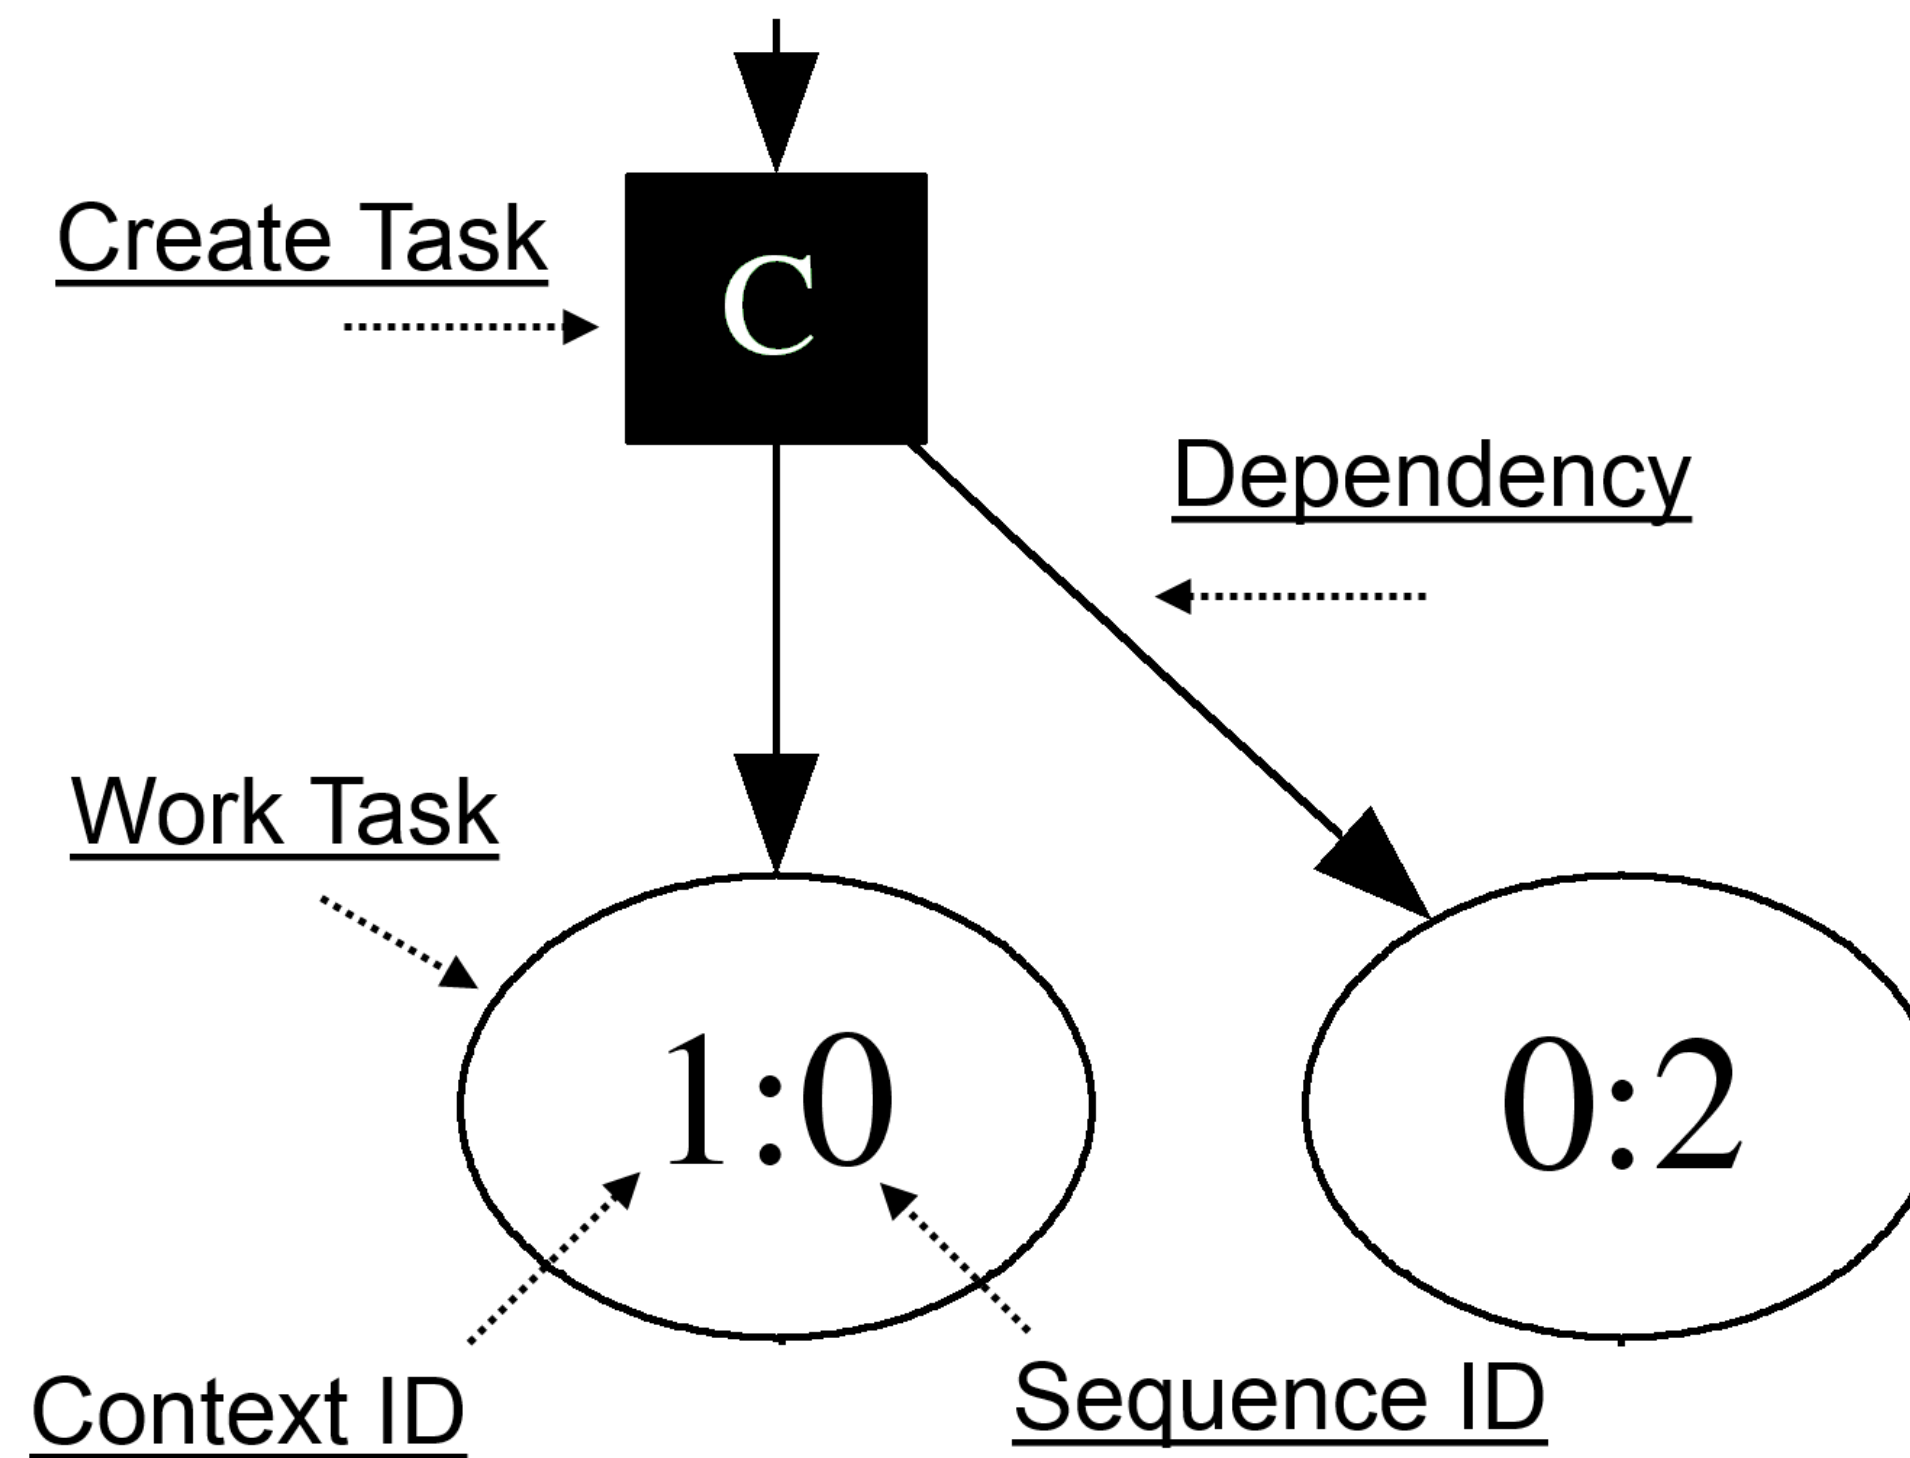 Create Task
C
Dependency
Work Task
1:0
0:2
Context ID
Sequence ID